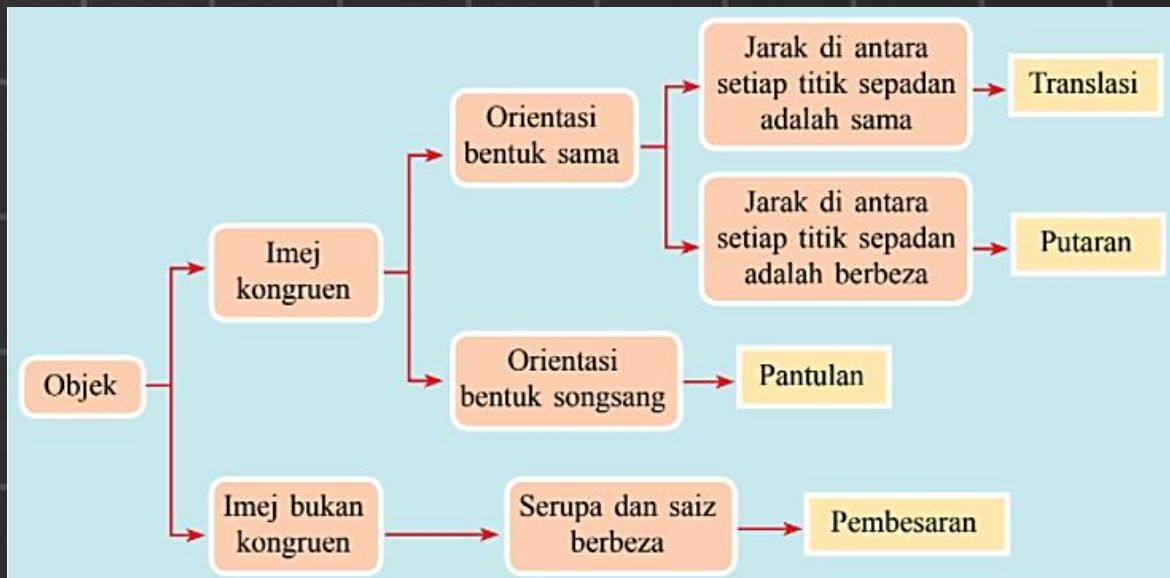 Jarak di antara
setiap titik sepadan
adalah sama
Translasi
Orientasi
bentuk sama
Jarak di antara
setiap titik sepadan
adalah berbeza
Putaran
Imej
kongruen
Orientasi
bentuk songsang
Pantulan
Objek
Imej bukan
kongruen
Serupa dan saiz
berbeza
Pembesaran